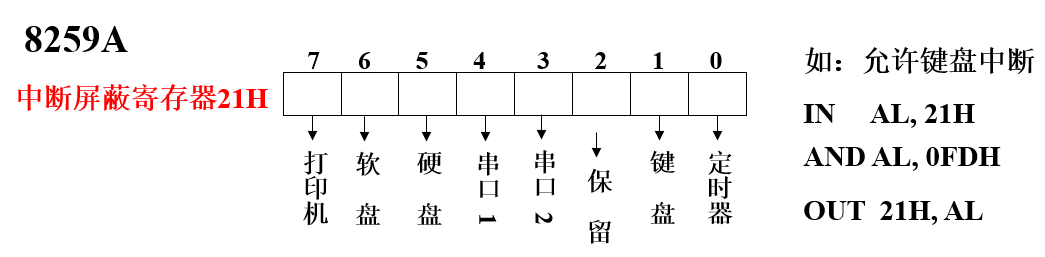 8259A
中断屏蔽寄存器21H
7 6 5 4 3 2 1 0
打印机
软盘
硬盘
串口1
串口2
保留
键盘
定时器
如：允许键盘中断
IN AL, 21H
AND AL, 0FDH
OUT 21H, AL